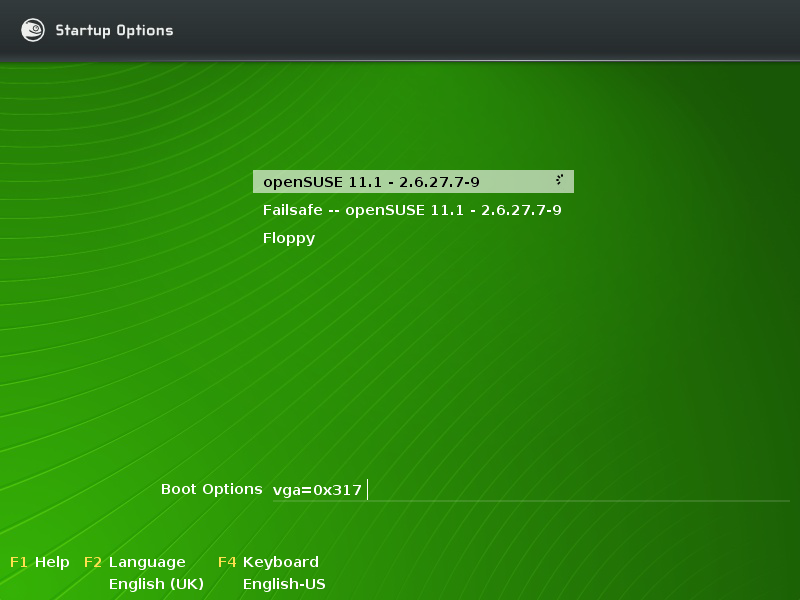 Startup Options
openSUSE 11.1 - 2.6.27.7-9
Failsafe -- openSUSE 11.1 - 2.6.27.7-9
Floppy
Boot Options vga=0x317
F1 Help F2 Language F4 Keyboard
English (UK) English-US